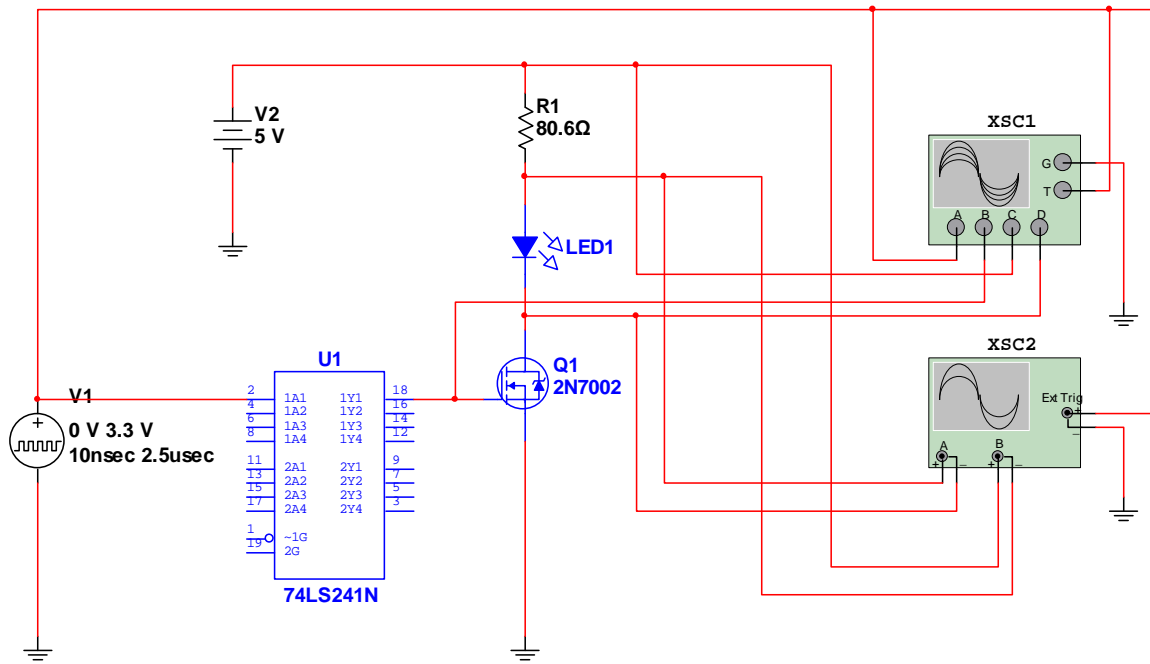 V2
5 V
R1
80.6Ω
XSC1
G
T
A B C D
LED1
XSC2
Ext Trig
+
_
A
B
+ _ + _
U1
Q1
2N7002
V1
+
0 V 3.3 V
10nsec 2.5usec
2 1A1 1Y1 18
4 1A2 1Y2 16
6 1A3 1Y3 14
8 1A4 1Y4 12
11 2A1 2Y1 9
13 2A2 2Y2 7
15 2A3 2Y3 5
17 2A4 2Y4 3
1 ~1G
19 2G
74LS241N